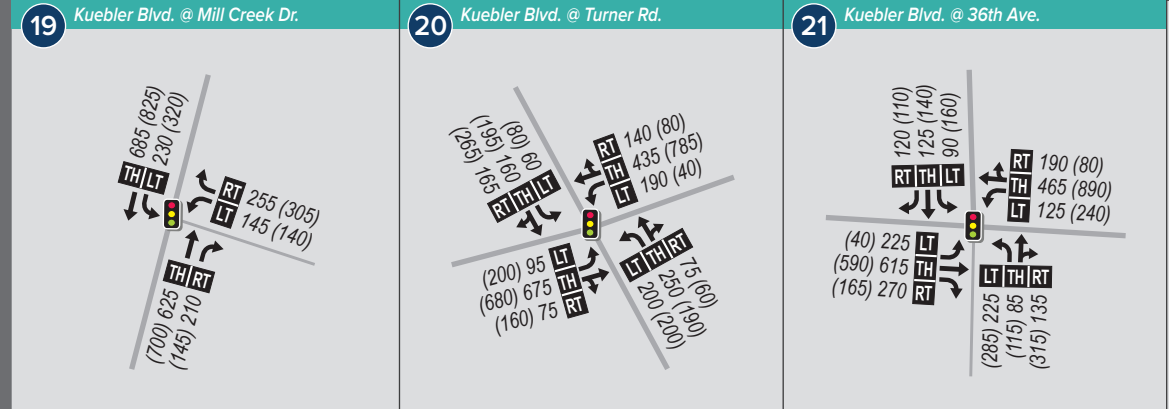 19 Kuebler Blvd. @ Mill Creek Dr.
685 (825)
230 (320)
TH LT
RT 255 (305)
LT 145 (140)
TH RT
(700) 625
(145) 210
20 Kuebler Blvd. @ Turner Rd.
(265) 165
(195) 160
(80) 60
RT TH LT
RT 140 (80)
TH 435 (785)
LT 190 (40)
(200) 95 LT
(680) 675 TH
(160) 75 RT
LT TH RT
200 (200)
250 (190)
75 (60)
21 Kuebler Blvd. @ 36th Ave.
120 (110)
125 (140)
90 (160)
RT TH LT
RT 190 (80)
TH 465 (890)
LT 125 (240)
(40) 225 LT
(590) 615 TH
(165) 270 RT
LT TH RT
(285) 225
(115) 85
(315) 135